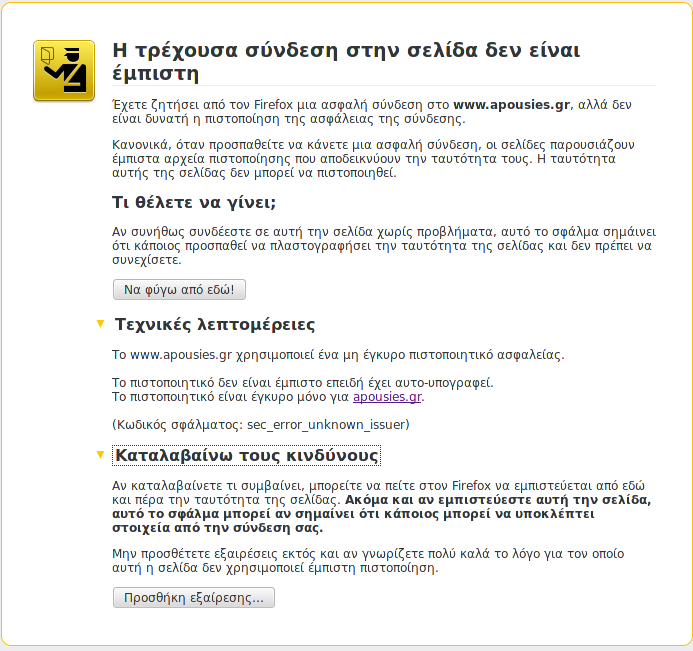 Η τρέχουσα σύνδεση στην σελίδα δεν είναι
έμπιστη
Έχετε ζητήσει από τον Firefox μια ασφαλή σύνδεση στο www.apousies.gr, αλλά δεν
είναι δυνατή η πιστοποίηση της ασφάλειας της σύνδεσης.
Κανονικά, όταν προσπαθείτε να κάνετε μια ασφαλή σύνδεση, οι σελίδες παρουσιάζουν
έμπιστα αρχεία πιστοποίησης που αποδεικνύουν την ταυτότητα τους. Η ταυτότητα
αυτής της σελίδας δεν μπορεί να πιστοποιηθεί.
Τι θέλετε να γίνει;
Αν συνήθως συνδέεστε σε αυτή την σελίδα χωρίς προβλήματα, αυτό το σφάλμα σημάινει
ότι κάποιος προσπαθεί να πλαστογραφήσει την ταυτότητα της σελίδας και δεν πρέπει να
συνεχίσετε.
Να φύγω από εδώ!
Τεχνικές λεπτομέρειες
Το www.apousies.gr χρησιμοποιεί ένα μη έγκυρο πιστοποιητικό ασφαλείας.
Το πιστοποιητικό δεν είναι έμπιστο επειδή έχει αυτο-υπογραφεί.
Το πιστοποιητικό είναι έγκυρο μόνο για apousies.gr.
(Κωδικός σφάλματος: sec_error_unknown_issuer)
Καταλαβαίνω τους κινδύνους
Αν καταλαβαίνετε τι συμβαίνει, μπορείτε να πείτε στον Firefox να εμπιστεύεται από εδώ
και πέρα την ταυτότητα της σελίδας. Ακόμα και αν εμπιστεύεστε αυτή την σελίδα,
αυτό το σφάλμα μπορεί αν σημαίνει ότι κάποιος μπορεί να υποκλέπτει
στοιχεία από την σύνδεση σας.
Μην προσθέτετε εξαιρέσεις εκτός και αν γνωρίζετε πολύ καλά το λόγο για τον οποίο
αυτή η σελίδα δεν χρησιμοποιεί έμπιστη πιστοποίηση.
Προσθήκη εξαίρεσης...